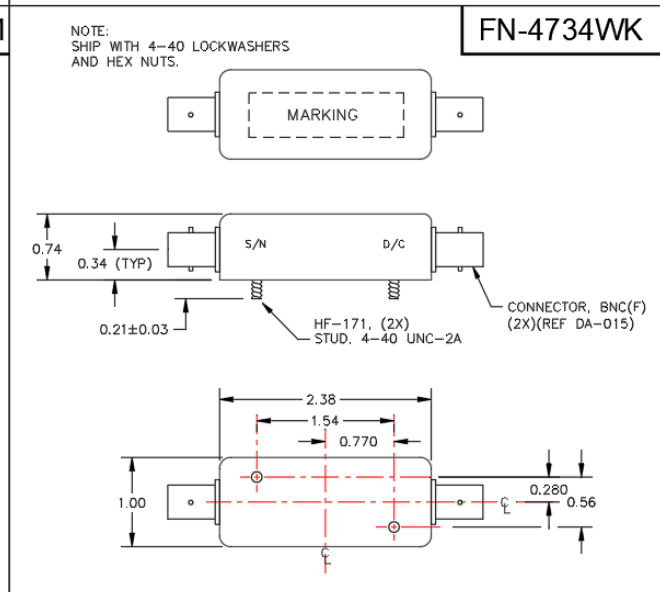 FN-4734WK
NOTE:
SHIP WITH 4-40 LOCKWASHERS
AND HEX NUTS.
MARKING
S/N
D/C
0.74
0.34 (TYP)
0.21±0.03
HF-171, (2X)
STUD, 4-40 UNC-2A
CONNECTOR, BNC(F)
(2X)(REF DA-015)
2.38
1.54
0.770
1.00
0.280
0.56
℄
℄